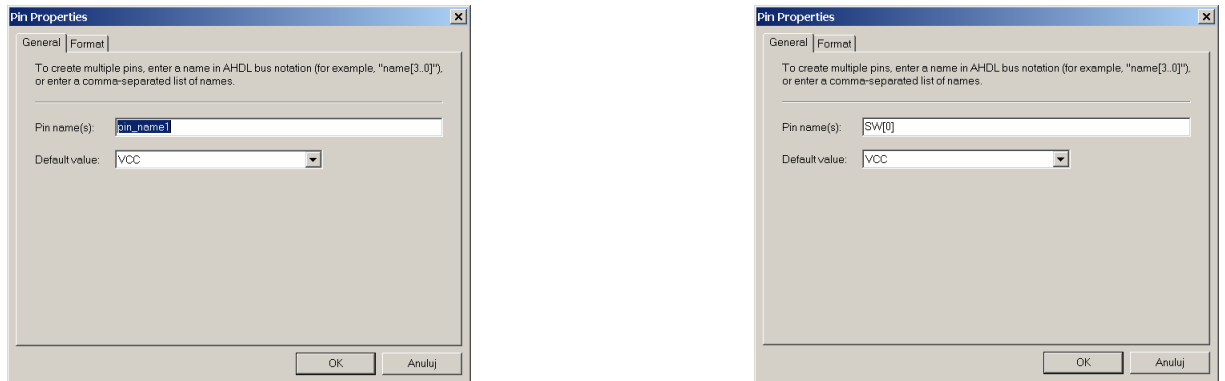 Pin Properties
General Format
To create multiple pins, enter a name in AHDL bus notation (for example, "name[3..0]"),
or enter a comma-separated list of names.
Pin name(s): pin_name1
Default value: VCC
OK Anuluj
Pin Properties
General Format
To create multiple pins, enter a name in AHDL bus notation (for example, "name[3..0]"),
or enter a comma-separated list of names.
Pin name(s): SW[0]
Default value: VCC
OK Anuluj